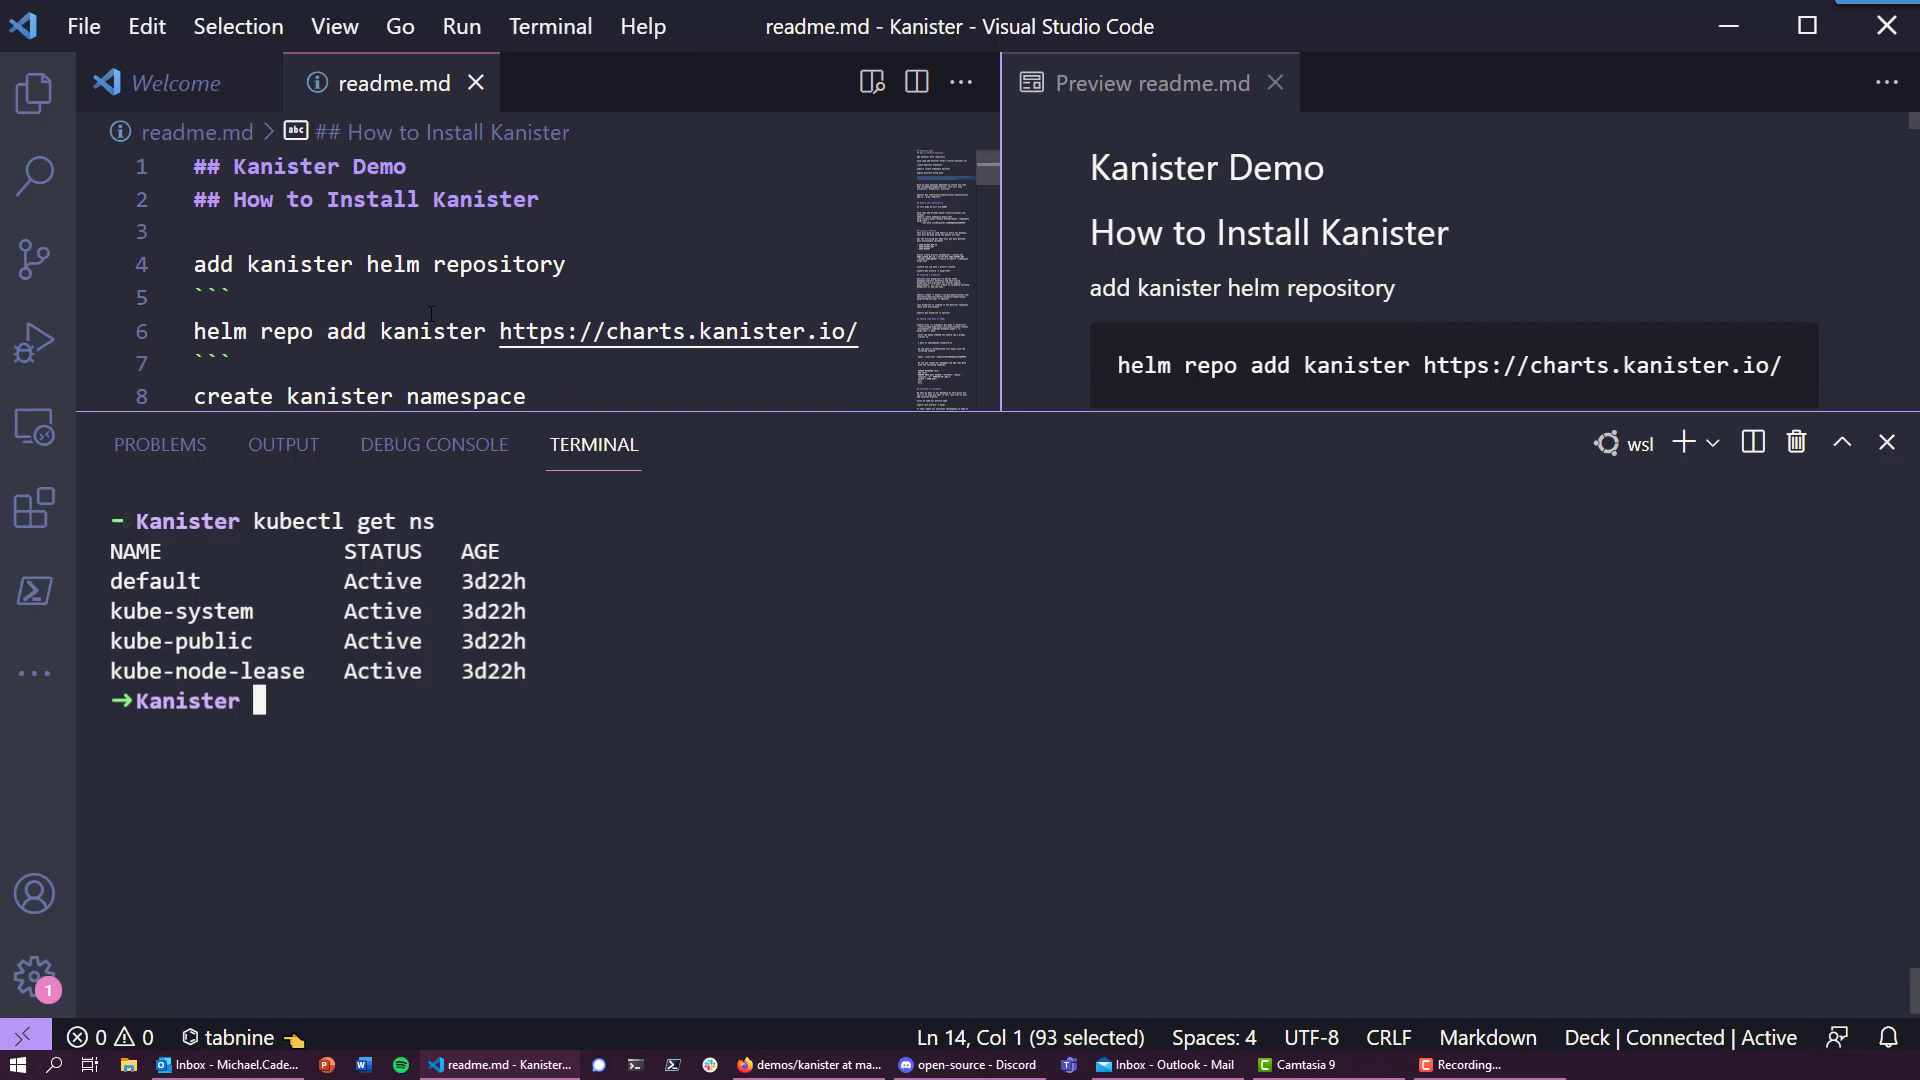 File Edit Selection View Go Run Terminal Help readme.md - Kanister - Visual Studio Code
Welcome readme.md
Preview readme.md
readme.md > abc ## How to Install Kanister
1 ## Kanister Demo
2 ## How to Install Kanister
3
4 add kanister helm repository
5 ```
6 helm repo add kanister https://charts.kanister.io/
7 ```
8 create kanister namespace
Kanister Demo
How to Install Kanister
add kanister helm repository
helm repo add kanister https://charts.kanister.io/
PROBLEMS OUTPUT DEBUG CONSOLE TERMINAL wsl
Kanister kubectl get ns
NAME STATUS AGE
default Active 3d22h
kube-system Active 3d22h
kube-public Active 3d22h
kube-node-lease Active 3d22h
➜Kanister
1
0 0 tabnine Ln 14, Col 1 (93 selected) Spaces: 4 UTF-8 CRLF Markdown Deck | Connected | Active
Inbox - Michael.Cade... readme.md - Kanister... demos/kanister at ma... open-source - Discord Inbox - Outlook - Mail Camtasia 9 Recording...